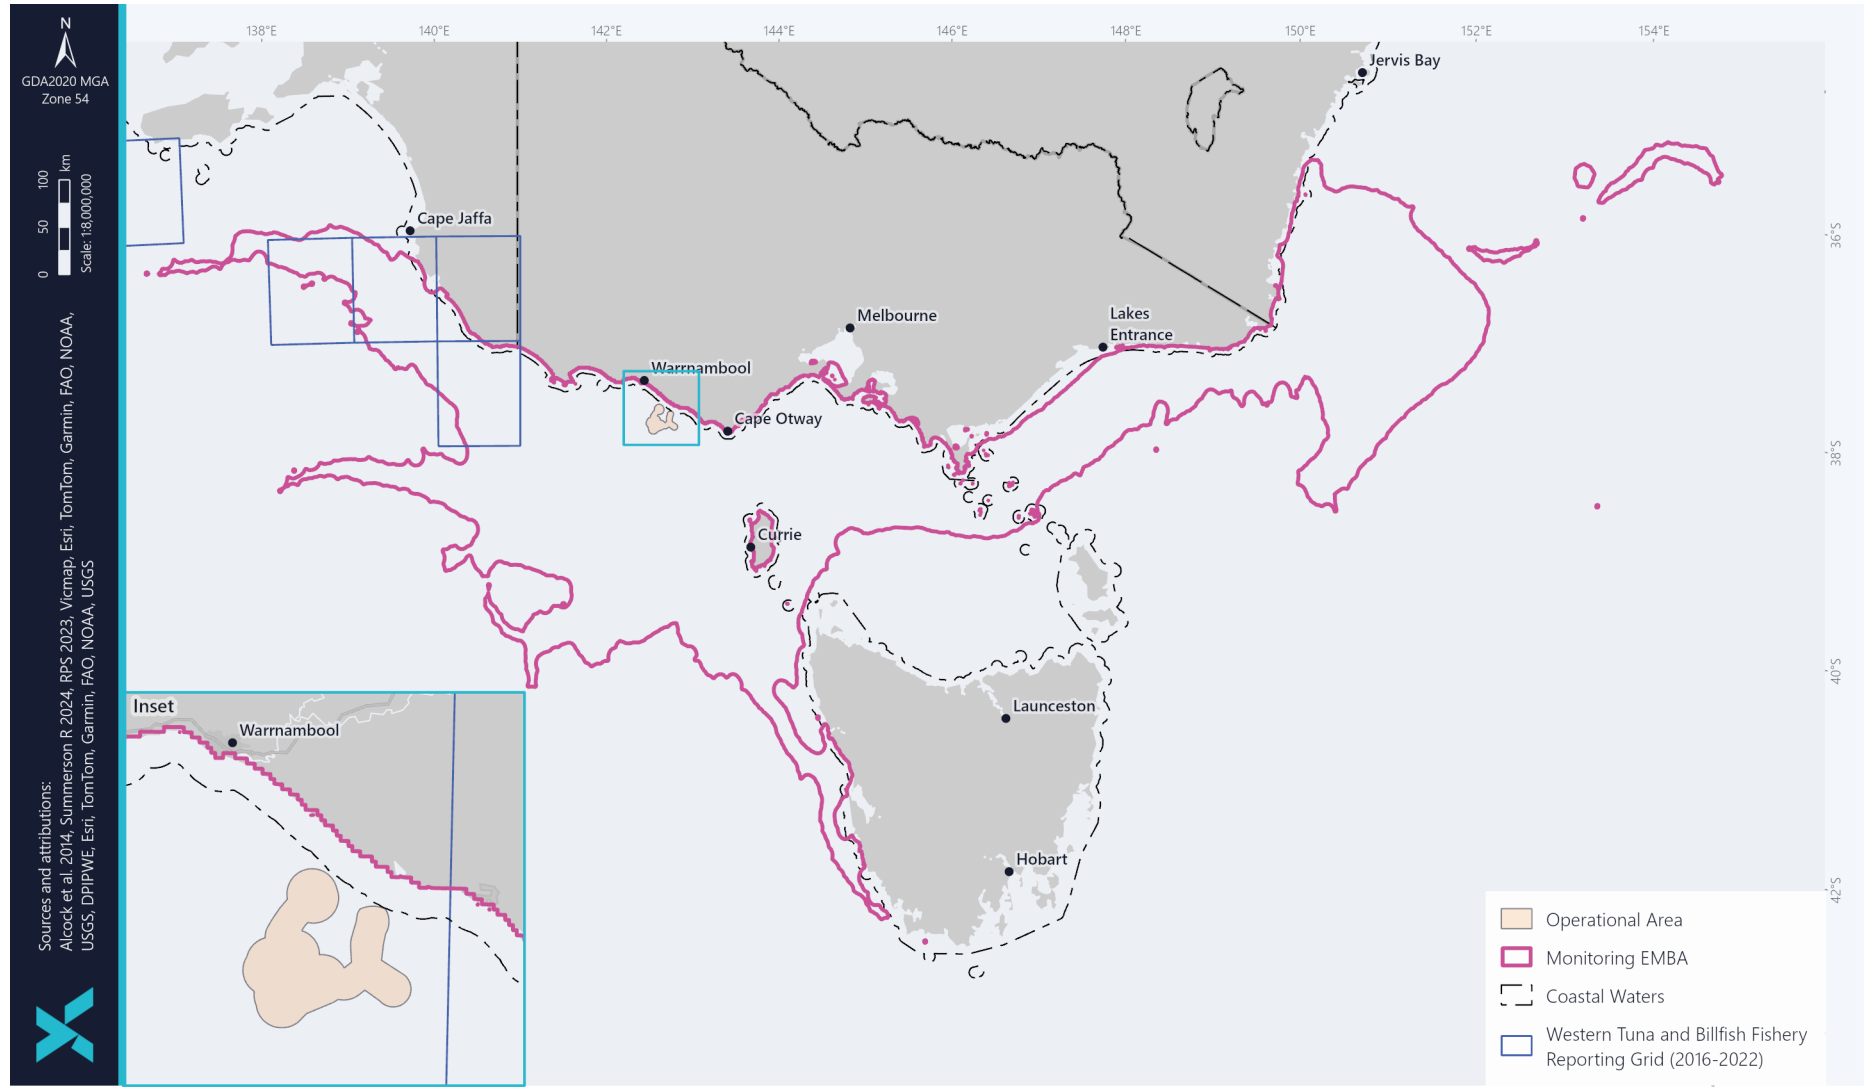 N
GDA2020 MGA
Zone 54
0 50 100 km
Scale: 1:8,000,000
Sources and attributions:
Alcock et al. 2014, Summerson R 2024, RPS 2023, Vicmap, Esri, TomTom, Garmin, FAO, NOAA,
USGS, DPIPWE, Esri, TomTom, Garmin, FAO, NOAA, USGS
138°E 140°E 142°E 144°E 146°E 148°E 150°E 152°E 154°E
Jervis Bay
Cape Jaffa
36°S
Melbourne
Lakes
Entrance
Warrnambool
Cape Otway
38°S
Currie
40°S
Launceston
Hobart
42°S
Inset
Warrnambool
Operational Area
Monitoring EMBA
Coastal Waters
Western Tuna and Billfish Fishery
Reporting Grid (2016-2022)